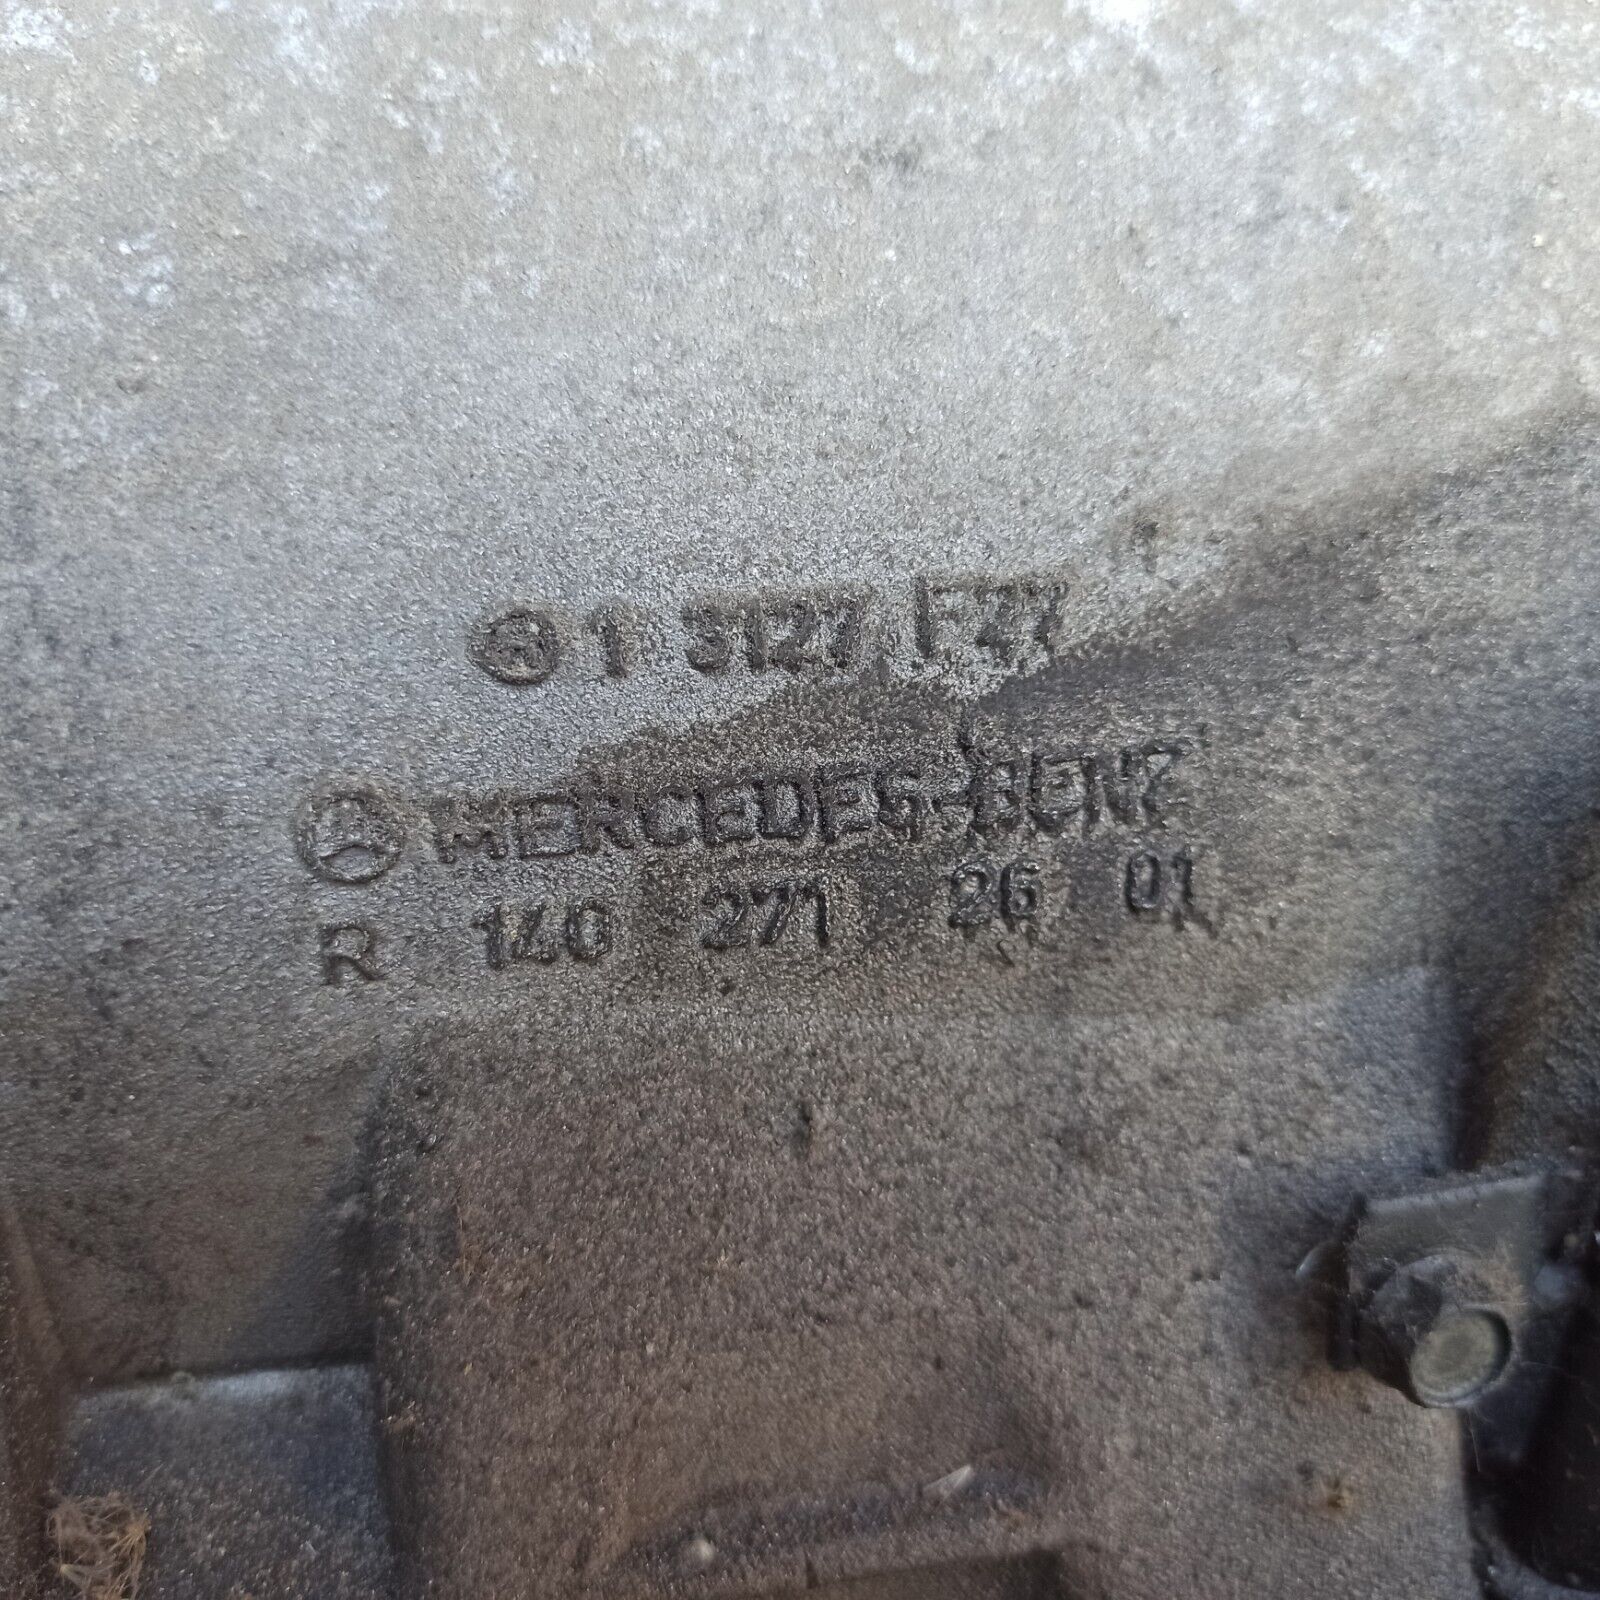 1 3127 F27
MERCEDES-BENZ
R 140 271 26 01